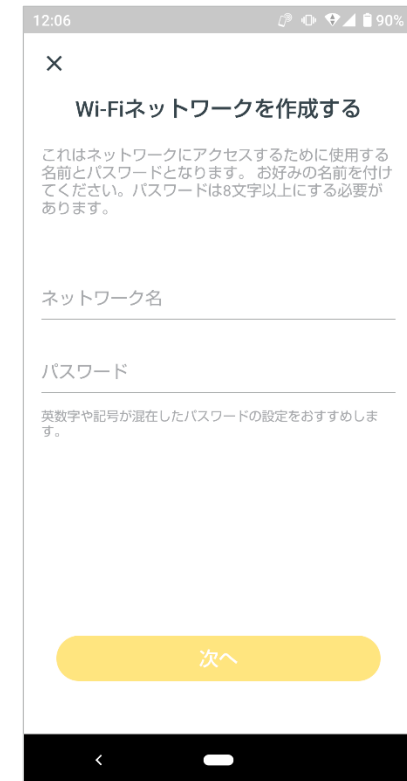 12:06
90%
Wi-Fiネットワークを作成する
これはネットワークにアクセスするために使用する
名前とパスワードとなります。 お好みの名前を付け
てください。パスワードは8文字以上にする必要が
あります。
ネットワーク名
パスワード
英数字や記号が混在したパスワードの設定をおすすめしま
す。
次へ